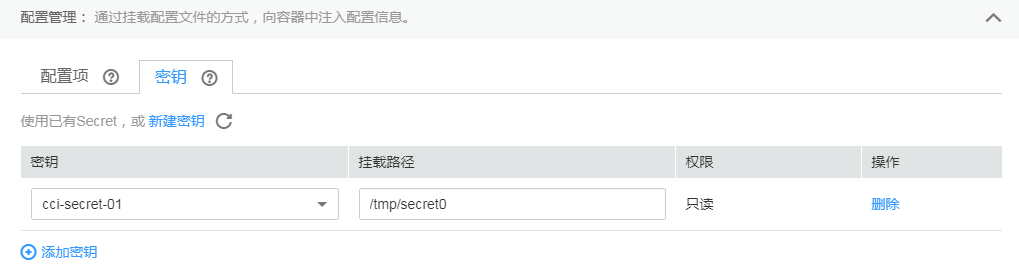 配置管理： 通过挂载配置文件的方式，向容器中注入配置信息。
配置项 ? 密钥 ?
使用已有Secret，或 新建密钥
密钥 挂载路径 权限 操作
cci-secret-01 /tmp/secret0 只读 删除
添加密钥